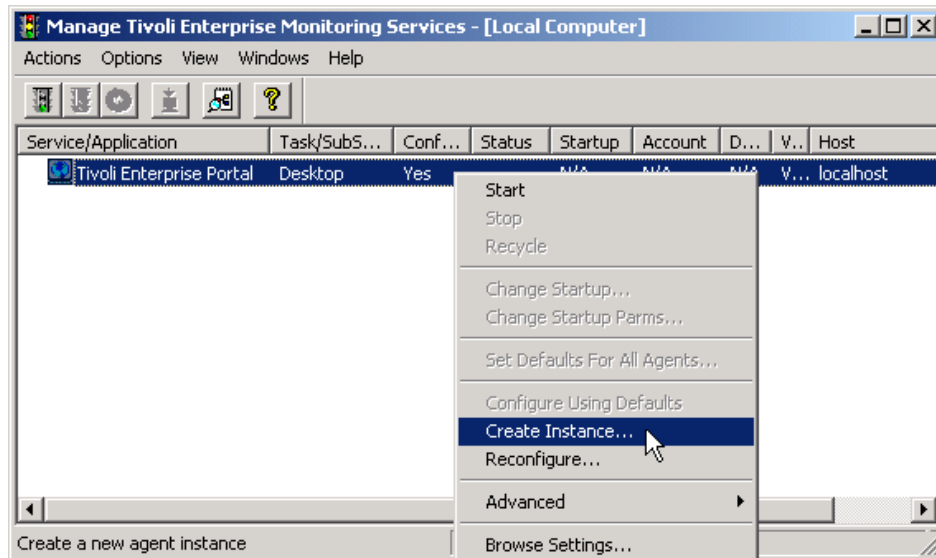 Manage Tivoli Enterprise Monitoring Services - [Local Computer]
Actions Options View Windows Help
Service/Application Task/SubS... Conf... Status Startup Account D... V.. Host
Tivoli Enterprise Portal Desktop Yes N/A N/A N/A V... localhost
Start
Stop
Recycle
Change Startup...
Change Startup Parms...
Set Defaults For All Agents...
Configure Using Defaults
Create Instance...
Reconfigure...
Advanced
Browse Settings...
Create a new agent instance